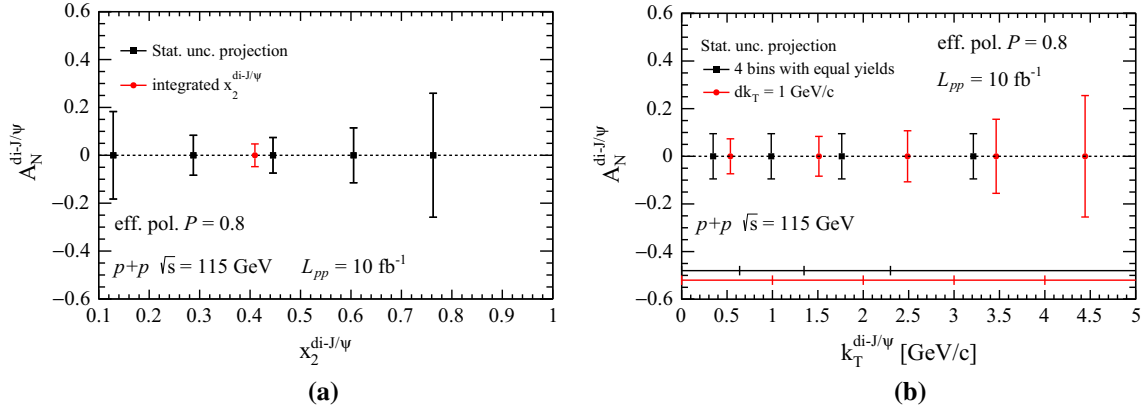 0.6
0.4
0.2
0
−0.2
−0.4
−0.6
A_N^{di-J/ψ}
Stat. unc. projection
integrated x_2^{di-J/ψ}
eff. pol. P = 0.8
p+p √s = 115 GeV L_{pp} = 10 fb^{-1}
0.1 0.2 0.3 0.4 0.5 0.6 0.7 0.8 0.9 1
x_2^{di-J/ψ}
(a)
0.6
0.4
0.2
0
−0.2
−0.4
−0.6
A_N^{di-J/ψ}
Stat. unc. projection
4 bins with equal yields
dk_T = 1 GeV/c
eff. pol. P = 0.8
L_{pp} = 10 fb^{-1}
p+p √s = 115 GeV
0 0.5 1 1.5 2 2.5 3 3.5 4 4.5 5
k_T^{di-J/ψ} [GeV/c]
(b)